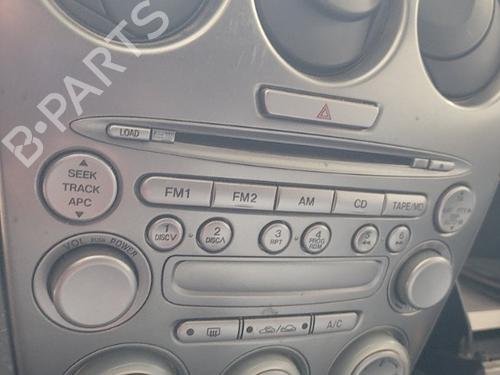 B-PARTS
LOAD
SEEK
TRACK
APC
FM1 FM2 AM CD TAPE/MD
1 DISC∨ 2 DISC∧ 3 RPT 4 PROG RDM 5 6
VOL PUSH POWER
A/C